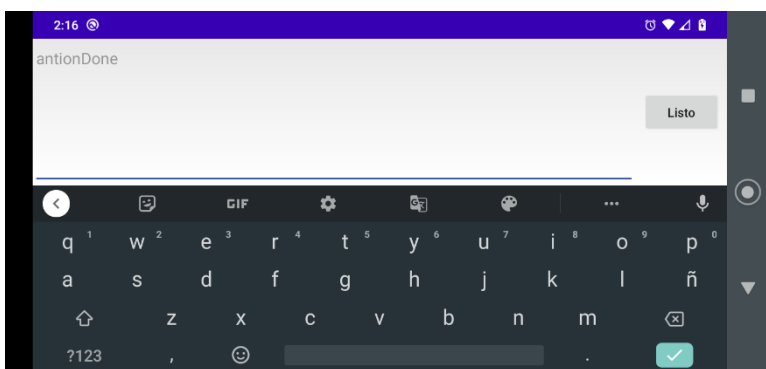 2:16
antionDone
Listo
GIF
q 1 w 2 e 3 r 4 t 5 y 6 u 7 i 8 o 9 p 0
a s d f g h j k l ñ
z x c v b n m
?123 , .